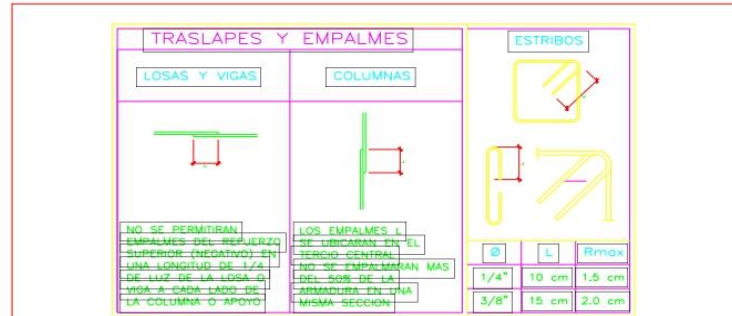 TRASLAPES Y EMPALMES
LOSAS Y VIGAS
COLUMNAS
NO SE PERMITIRAN
EMPALMES DEL REFUERZO
SUPERIOR (NEGATIVO) EN
UNA LONGITUD DE 1/4
DE LUZ DE LA LOSA O
VIGA A CADA LADO DE
LA COLUMNA O APOYO
LOS EMPALMES L
SE UBICARAN EN EL
TERCIO CENTRAL
NO SE EMPALMARAN MAS
DEL 50% DE LA
ARMADURA EN UNA
MISMA SECCION
ESTRIBOS
Ø L Rmax
1/4" 10 cm 1.5 cm
3/8" 15 cm 2.0 cm